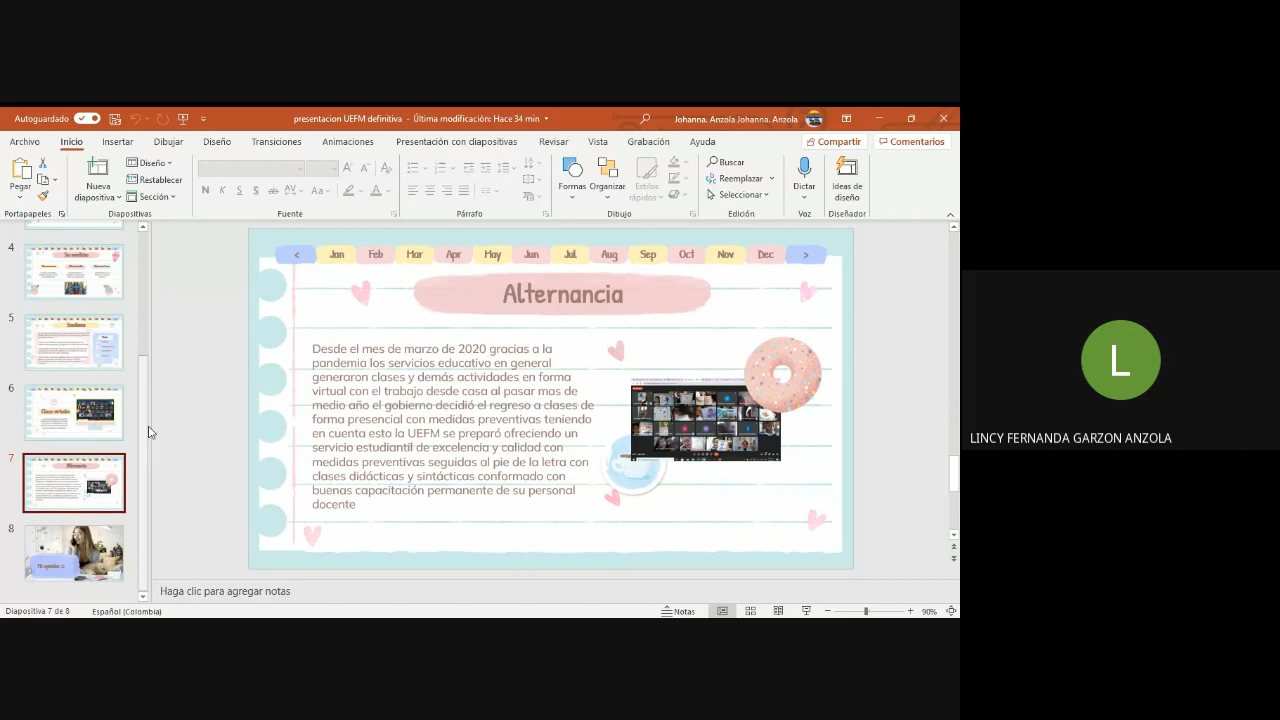 Autoguardado
presentacion UEFM definitiva - Última modificación: Hace 34 min
Johanna. Anzola Johanna. Anzola
Archivo Inicio Insertar Dibujar Diseño Transiciones Animaciones Presentación con diapositivas Revisar Vista Grabación Ayuda Compartir Comentarios
Pegar
Nueva diapositiva
Diseño
Restablecer
Sección
N K S S ab AV Aa A
Formas
Organizar
Estilos rápidos
Buscar
Reemplazar
Seleccionar
Dictar
Ideas de diseño
Portapapeles Diapositivas Fuente Párrafo Dibujo Edición Voz Diseñador
4
5
6
7
8
< Jan Feb Mar Apr May Jun Jul Aug Sep Oct Nov Dec >
Alternancia
Desde el mes de marzo de 2020 gracias a la
pandemia los servicios educativo en general
generaron clases y demás actividades en forma
virtual con el trabajo desde casa al pasar mas de
medio año el gobierno decidió el regreso a clases de
forma presencial con medidas preventivas teniendo
en cuenta esto la UEFM se preparó ofreciendo un
servicio estudiantil de excelencia y calidad con
medidas preventivas seguidas al pie de la letra con
clases didácticas y sintácticas conformado con
buenas capacitación permanente de su personal
docente
Haga clic para agregar notas
Diapositiva 7 de 8 Español (Colombia) Notas 90%
L
LINCY FERNANDA GARZON ANZOLA